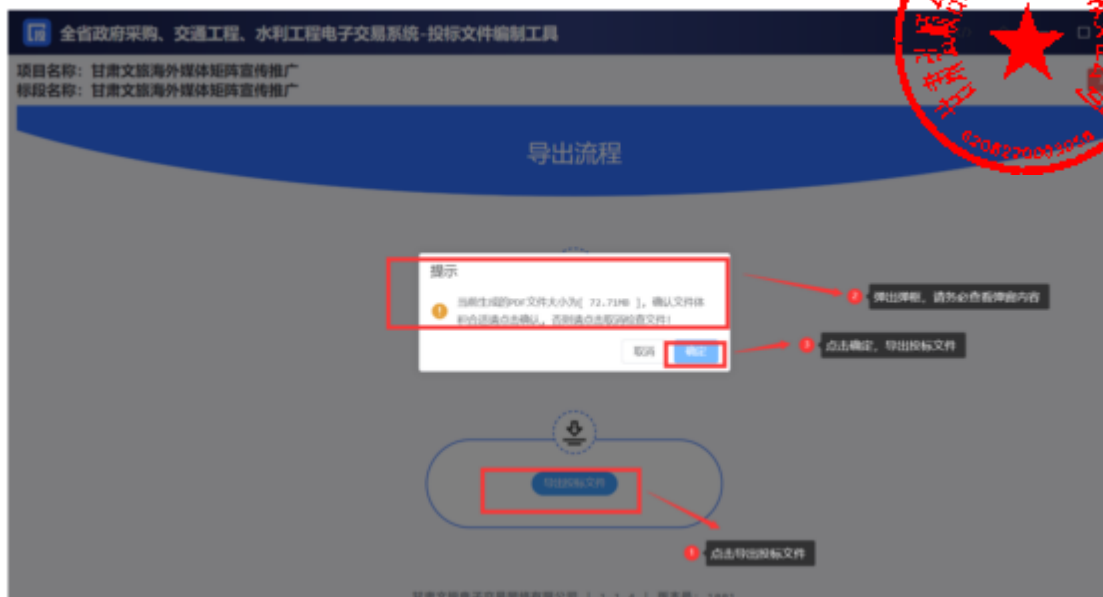 全省政府采购、交通工程、水利工程电子交易系统-投标文件编制工具
项目名称：甘肃文旅海外媒体矩阵宣传推广
标段名称：甘肃文旅海外媒体矩阵宣传推广
导出流程
提示
当前生成的PDF文件大小为[ 72.71MB ]，确认文件体
积合适请点击确认，否则请点击取消检查文件！
取消 确定
2 弹出弹框，请务必查看弹窗内容
3 点击确定，导出投标文件
导出投标文件
1 点击导出投标文件